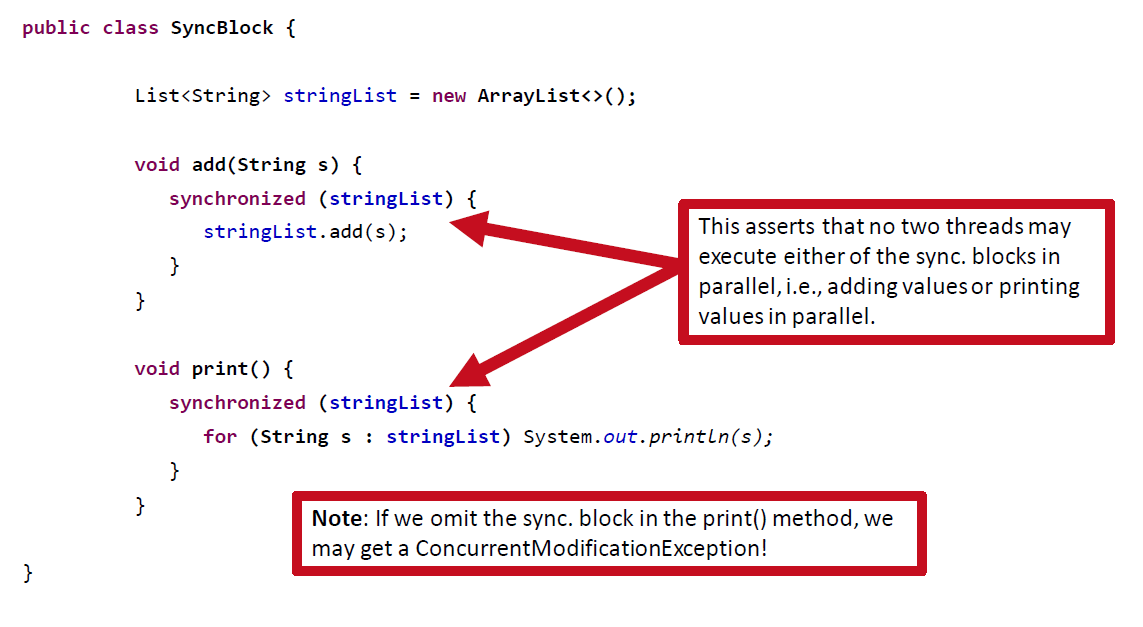 public class SyncBlock {
List<String> stringList = new ArrayList<>();
void add(String s) {
synchronized (stringList) {
stringList.add(s);
}
}
This asserts that no two threads may
execute either of the sync. blocks in
parallel, i.e., adding values or printing
values in parallel.
void print() {
synchronized (stringList) {
for (String s : stringList) System.out.println(s);
}
}
Note: If we omit the sync. block in the print() method, we
may get a ConcurrentModificationException!
}